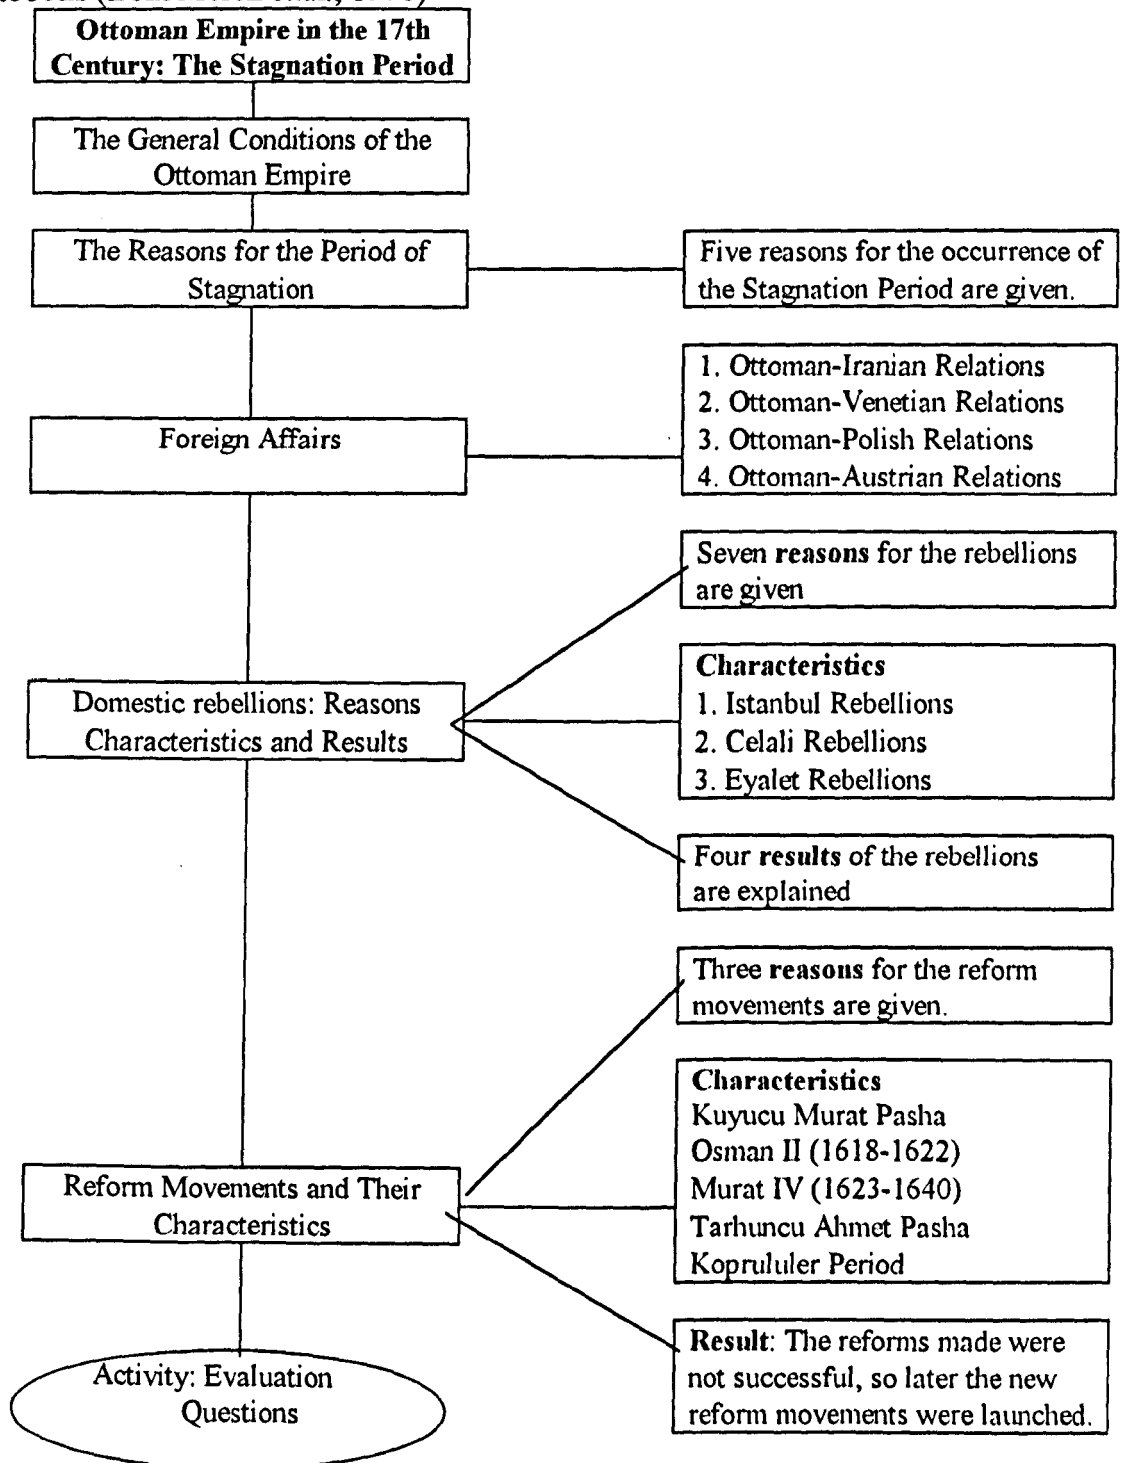 Ottoman Empire in the 17th
Century: The Stagnation Period
The General Conditions of the
Ottoman Empire
The Reasons for the Period of
Stagnation
Five reasons for the occurrence of
the Stagnation Period are given.
Foreign Affairs
1. Ottoman-Iranian Relations
2. Ottoman-Venetian Relations
3. Ottoman-Polish Relations
4. Ottoman-Austrian Relations
Domestic rebellions: Reasons
Characteristics and Results
Seven reasons for the rebellions
are given
Characteristics
1. Istanbul Rebellions
2. Celali Rebellions
3. Eyalet Rebellions
Four results of the rebellions
are explained
Reform Movements and Their
Characteristics
Three reasons for the reform
movements are given.
Characteristics
Kuyucu Murat Pasha
Osman II (1618-1622)
Murat IV (1623-1640)
Tarhuncu Ahmet Pasha
Koprululer Period
Result: The reforms made were
not successful, so later the new
reform movements were launched.
Activity: Evaluation
Questions